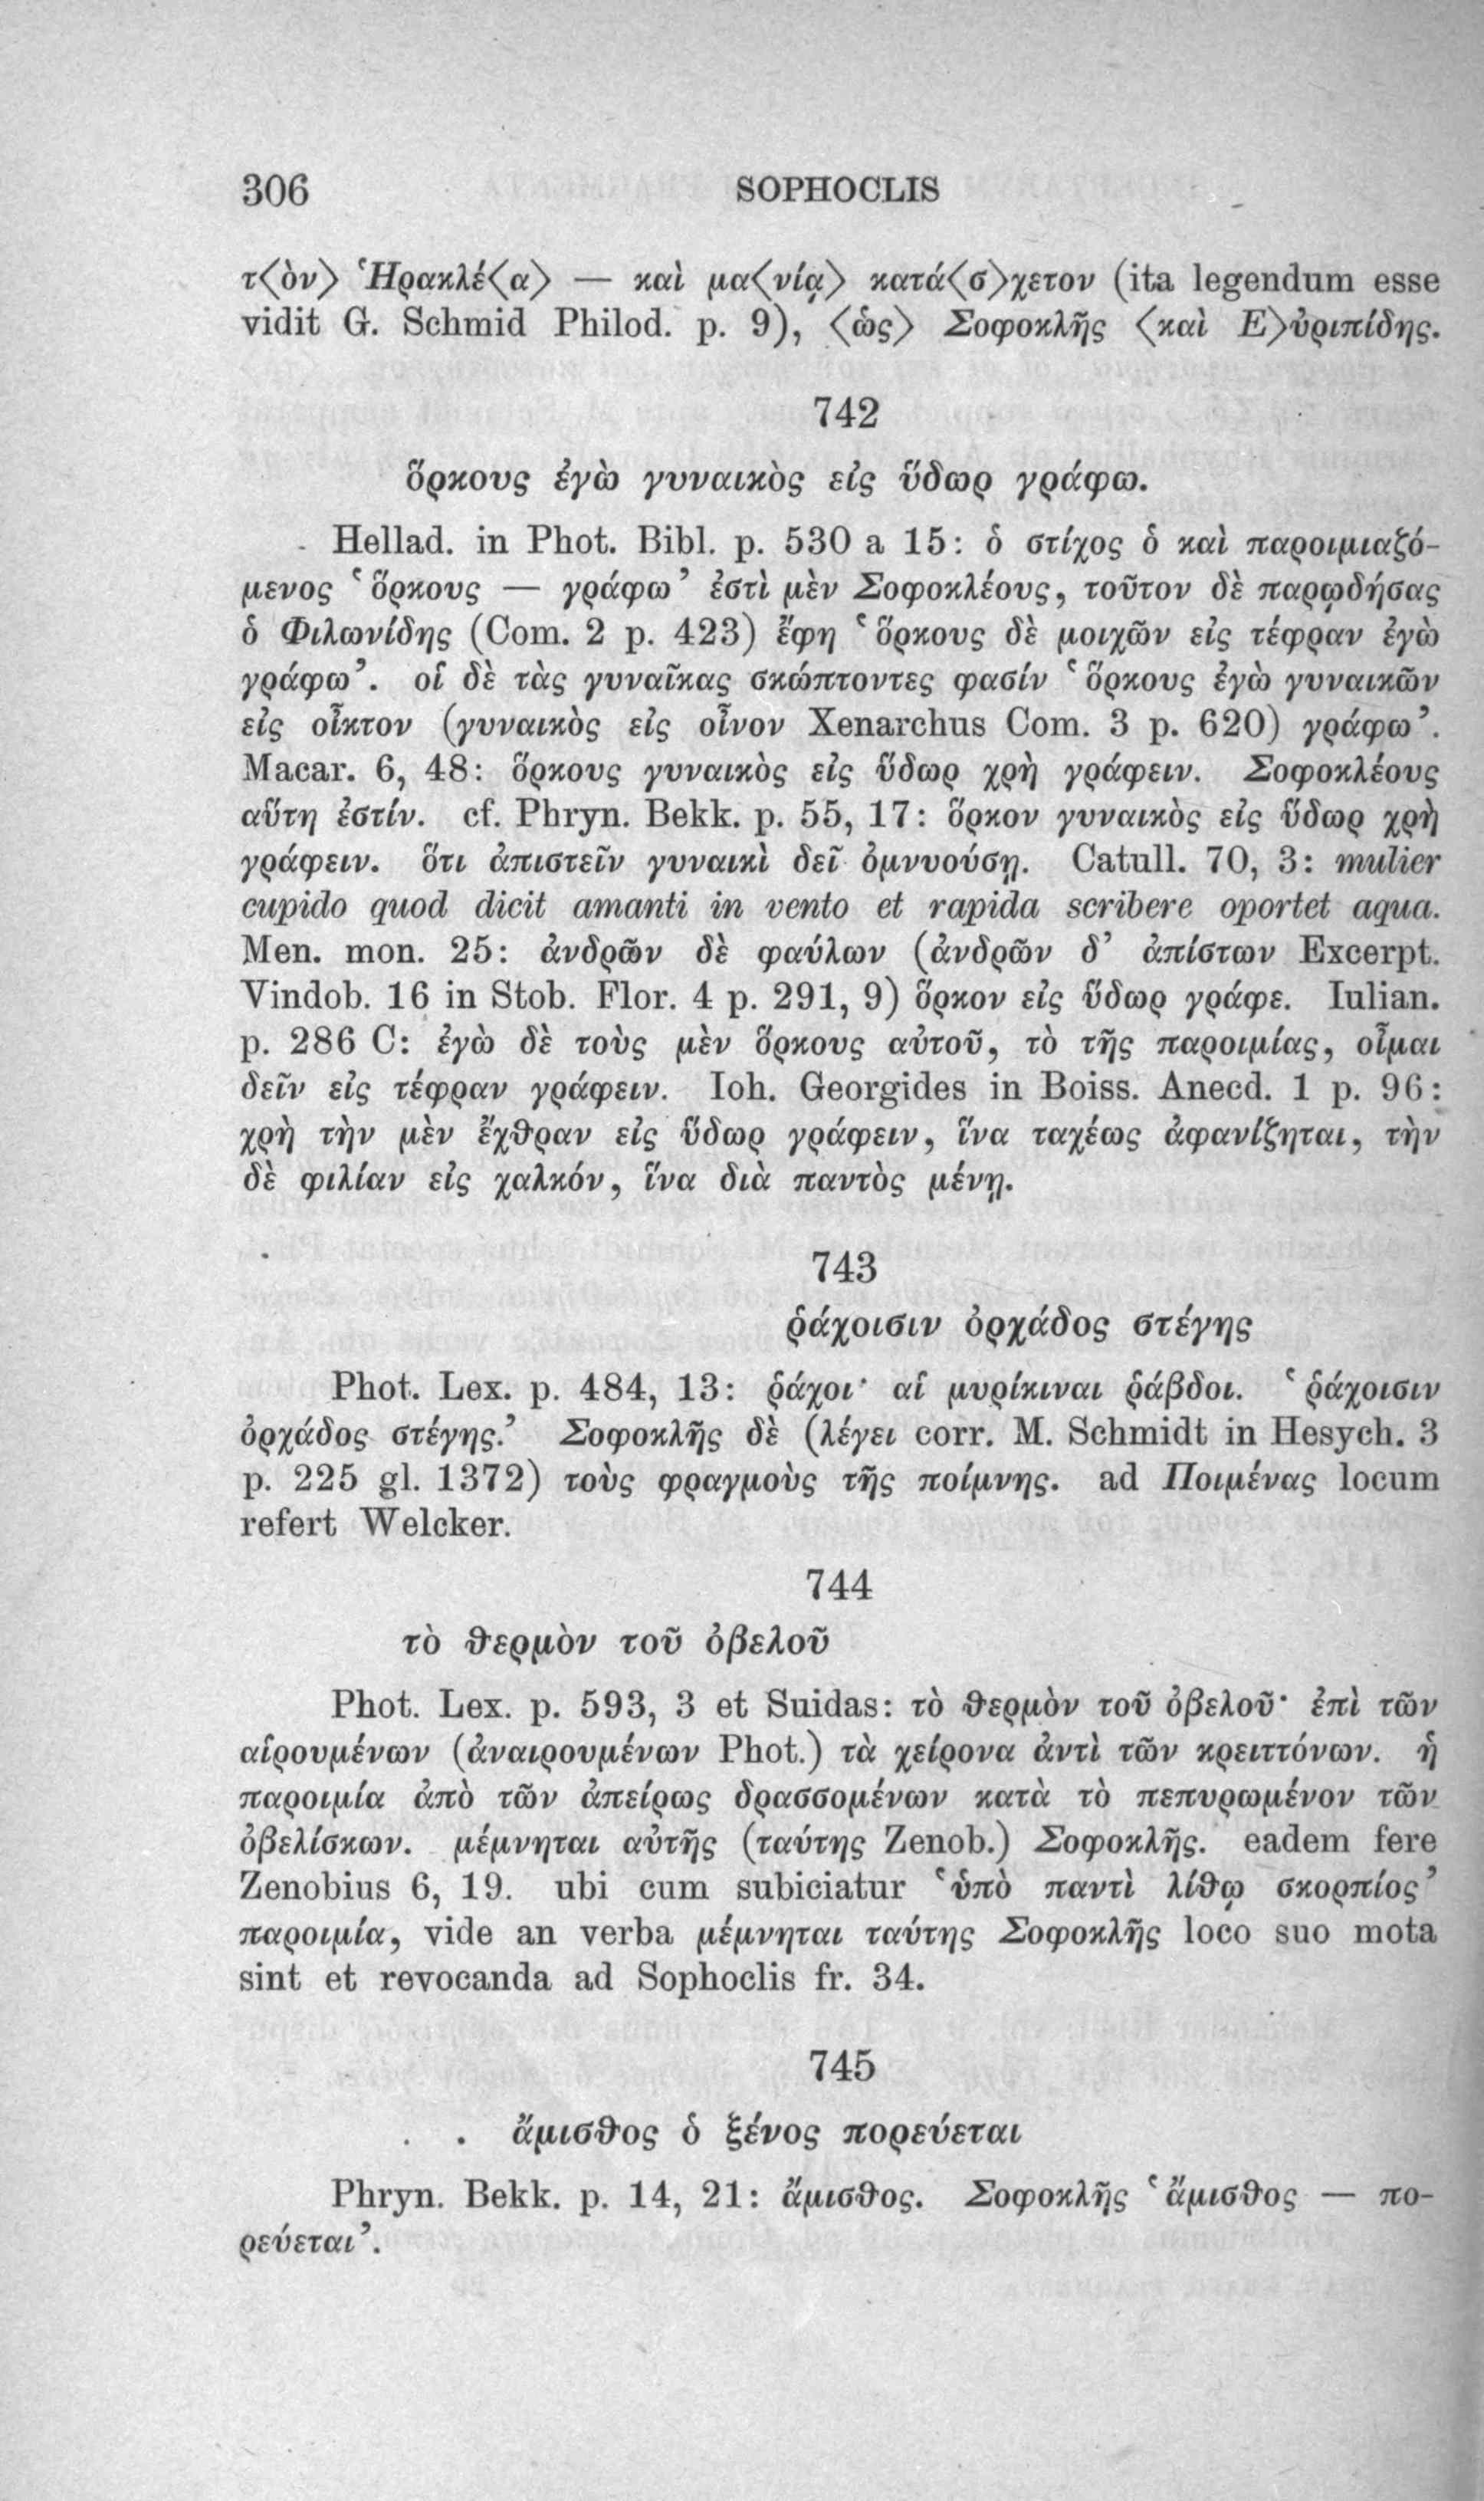 306 SOPHOCLIS
τ⟨ὸν⟩ Ἡρακλέ⟨α⟩ — καὶ μα⟨νίᾳ⟩ κατά⟨σ⟩χετον (ita legendum esse
vidit G. Schmid Philod. p. 9), ⟨ὡς⟩ Σοφοκλῆς ⟨καὶ Ε⟩ὐριπίδης.
742
ὅρκους ἐγὼ γυναικὸς εἰς ὕδωρ γράφω.
Hellad. in Phot. Bibl. p. 530 a 15: ὁ στίχος ὁ καὶ παροιμιαζό-
μενος ‛ὅρκους — γράφω’ ἐστὶ μὲν Σοφοκλέους, τοῦτον δὲ παρῳδήσας
ὁ Φιλωνίδης (Com. 2 p. 423) ἔφη ‛ὅρκους δὲ μοιχῶν εἰς τέφραν ἐγὼ
γράφω’. οἱ δὲ τὰς γυναῖκας σκώπτοντες φασίν ‛ὅρκους ἐγὼ γυναικῶν
εἰς οἶκτον (γυναικὸς εἰς οἶνον Xenarchus Com. 3 p. 620) γράφω’.
Macar. 6, 48: ὅρκους γυναικὸς εἰς ὕδωρ χρὴ γράφειν. Σοφοκλέους
αὕτη ἐστίν. cf. Phryn. Bekk. p. 55, 17: ὅρκον γυναικὸς εἰς ὕδωρ χρὴ
γράφειν. ὅτι ἀπιστεῖν γυναικὶ δεῖ ὀμνυούσῃ. Catull. 70, 3: mulier
cupido quod dicit amanti in vento et rapida scribere oportet aqua.
Men. mon. 25: ἀνδρῶν δὲ φαύλων (ἀνδρῶν δ’ ἀπίστων Excerpt.
Vindob. 16 in Stob. Flor. 4 p. 291, 9) ὅρκον εἰς ὕδωρ γράφε. Iulian.
p. 286 C: ἐγὼ δὲ τοὺς μὲν ὅρκους αὐτοῦ, τὸ τῆς παροιμίας, οἶμαι
δεῖν εἰς τέφραν γράφειν. Ioh. Georgides in Boiss. Anecd. 1 p. 96:
χρὴ τὴν μὲν ἔχθραν εἰς ὕδωρ γράφειν, ἵνα ταχέως ἀφανίζηται, τὴν
δὲ φιλίαν εἰς χαλκόν, ἵνα διὰ παντὸς μένῃ.
743
ῥάχοισιν ὀρχάδος στέγης
Phot. Lex. p. 484, 13: ῥάχοι· αἱ μυρίκιναι ῥάβδοι. ‛ῥάχοισιν
ὀρχάδος στέγης.’ Σοφοκλῆς δὲ (λέγει corr. M. Schmidt in Hesych. 3
p. 225 gl. 1372) τοὺς φραγμοὺς τῆς ποίμνης. ad Ποιμένας locum
refert Welcker.
744
τὸ θερμὸν τοῦ ὀβελοῦ
Phot. Lex. p. 593, 3 et Suidas: τὸ θερμὸν τοῦ ὀβελοῦ· ἐπὶ τῶν
αἱρουμένων (ἀναιρουμένων Phot.) τὰ χείρονα ἀντὶ τῶν κρειττόνων. ἡ
παροιμία ἀπὸ τῶν ἀπείρως δρασσομένων κατὰ τὸ πεπυρωμένον τῶν
ὀβελίσκων. μέμνηται αὐτῆς (ταύτης Zenob.) Σοφοκλῆς. eadem fere
Zenobius 6, 19. ubi cum subiciatur ‛ὑπὸ παντὶ λίθῳ σκορπίος’
παροιμία, vide an verba μέμνηται ταύτης Σοφοκλῆς loco suo mota
sint et revocanda ad Sophoclis fr. 34.
745
. . ἄμισθος ὁ ξένος πορεύεται
Phryn. Bekk. p. 14, 21: ἄμισθος. Σοφοκλῆς ‛ἄμισθος — πο-
ρεύεται’.